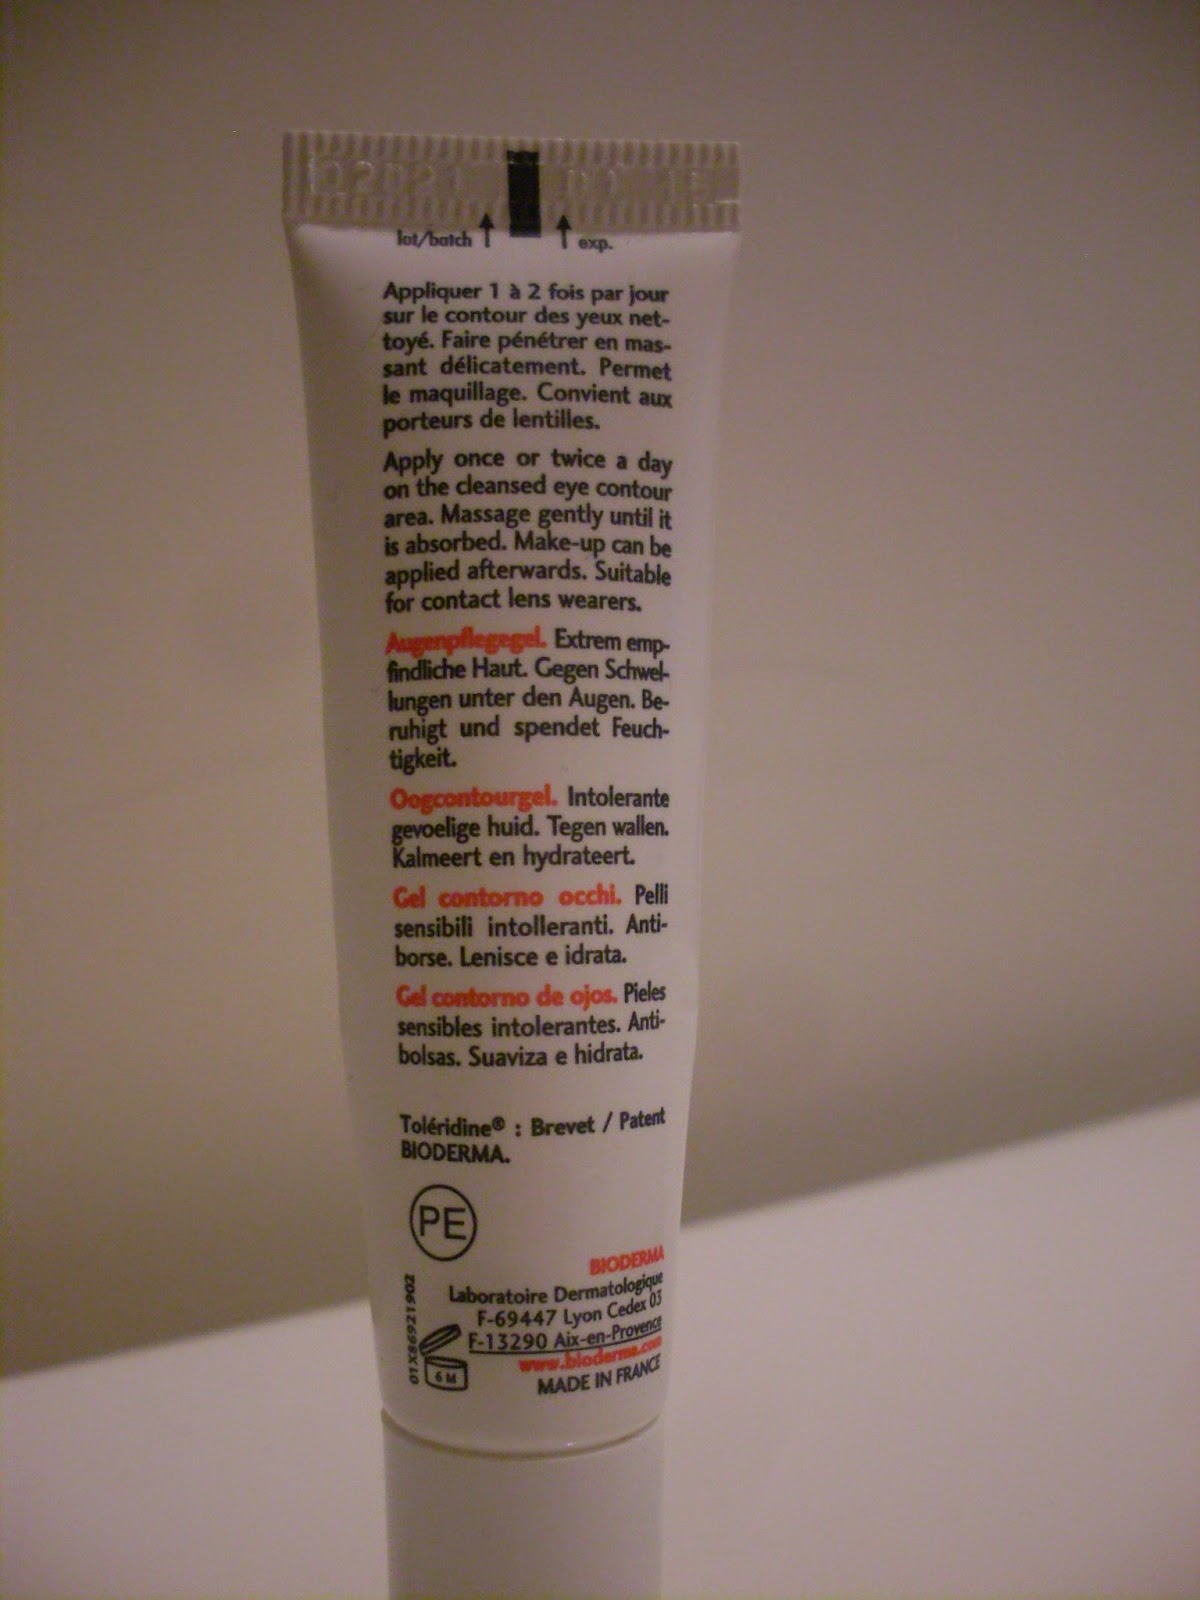 lot/batch exp.
Appliquer 1 à 2 fois par jour
sur le contour des yeux net-
toyé. Faire pénétrer en mas-
sant délicatement. Permet
le maquillage. Convient aux
porteurs de lentilles.
Apply once or twice a day
on the cleansed eye contour
area. Massage gently until it
is absorbed. Make-up can be
applied afterwards. Suitable
for contact lens wearers.
Augenpflegegel. Extrem emp-
findliche Haut. Gegen Schwel-
lungen unter den Augen. Be-
ruhigt und spendet Feuch-
tigkeit.
Oogcontourgel. Intolerante
gevoelige huid. Tegen wallen.
Kalmeert en hydrateert.
Gel contorno occhi. Pelli
sensibili intolleranti. Anti-
borse. Lenisce e idrata.
Gel contorno de ojos. Pieles
sensibles intolerantes. Anti-
bolsas. Suaviza e hidrata.
Toléridine® : Brevet / Patent
BIODERMA.
PE
BIODERMA
Laboratoire Dermatologique
F-69447 Lyon Cedex 03
F-13290 Aix-en-Provence
www.bioderma.com
MADE IN FRANCE
6 M
01X86921902